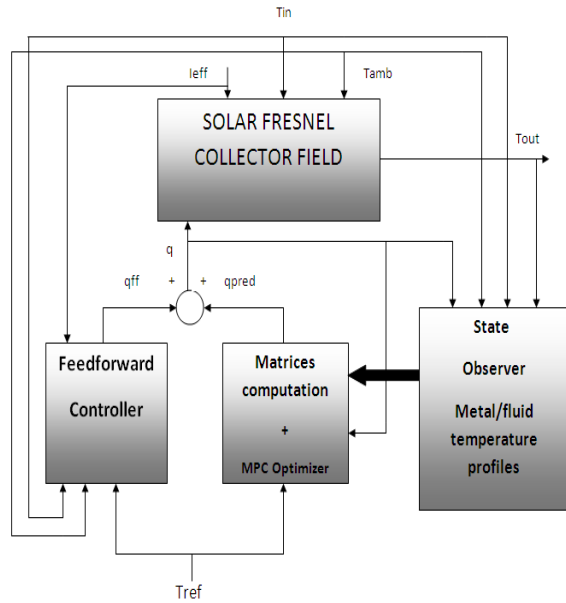 Tin
Ieff
Tamb
SOLAR FRESNEL
COLLECTOR FIELD
Tout
q
qff
+
+
qpred
Feedforward
Controller
Matrices
computation
+
MPC Optimizer
State
Observer
Metal/fluid
temperature
profiles
Tref